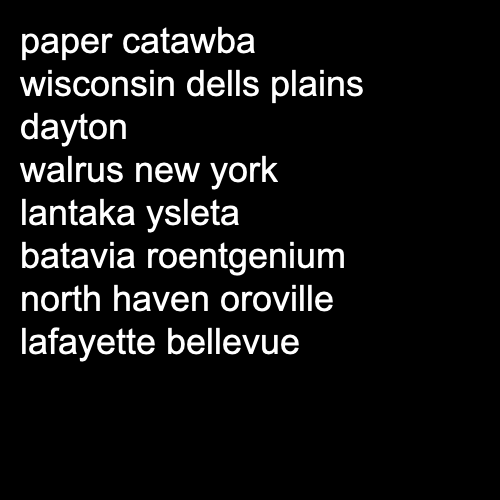 paper catawba
wisconsin dells plains
dayton
walrus new york
lantaka ysleta
batavia roentgenium
north haven oroville
lafayette bellevue